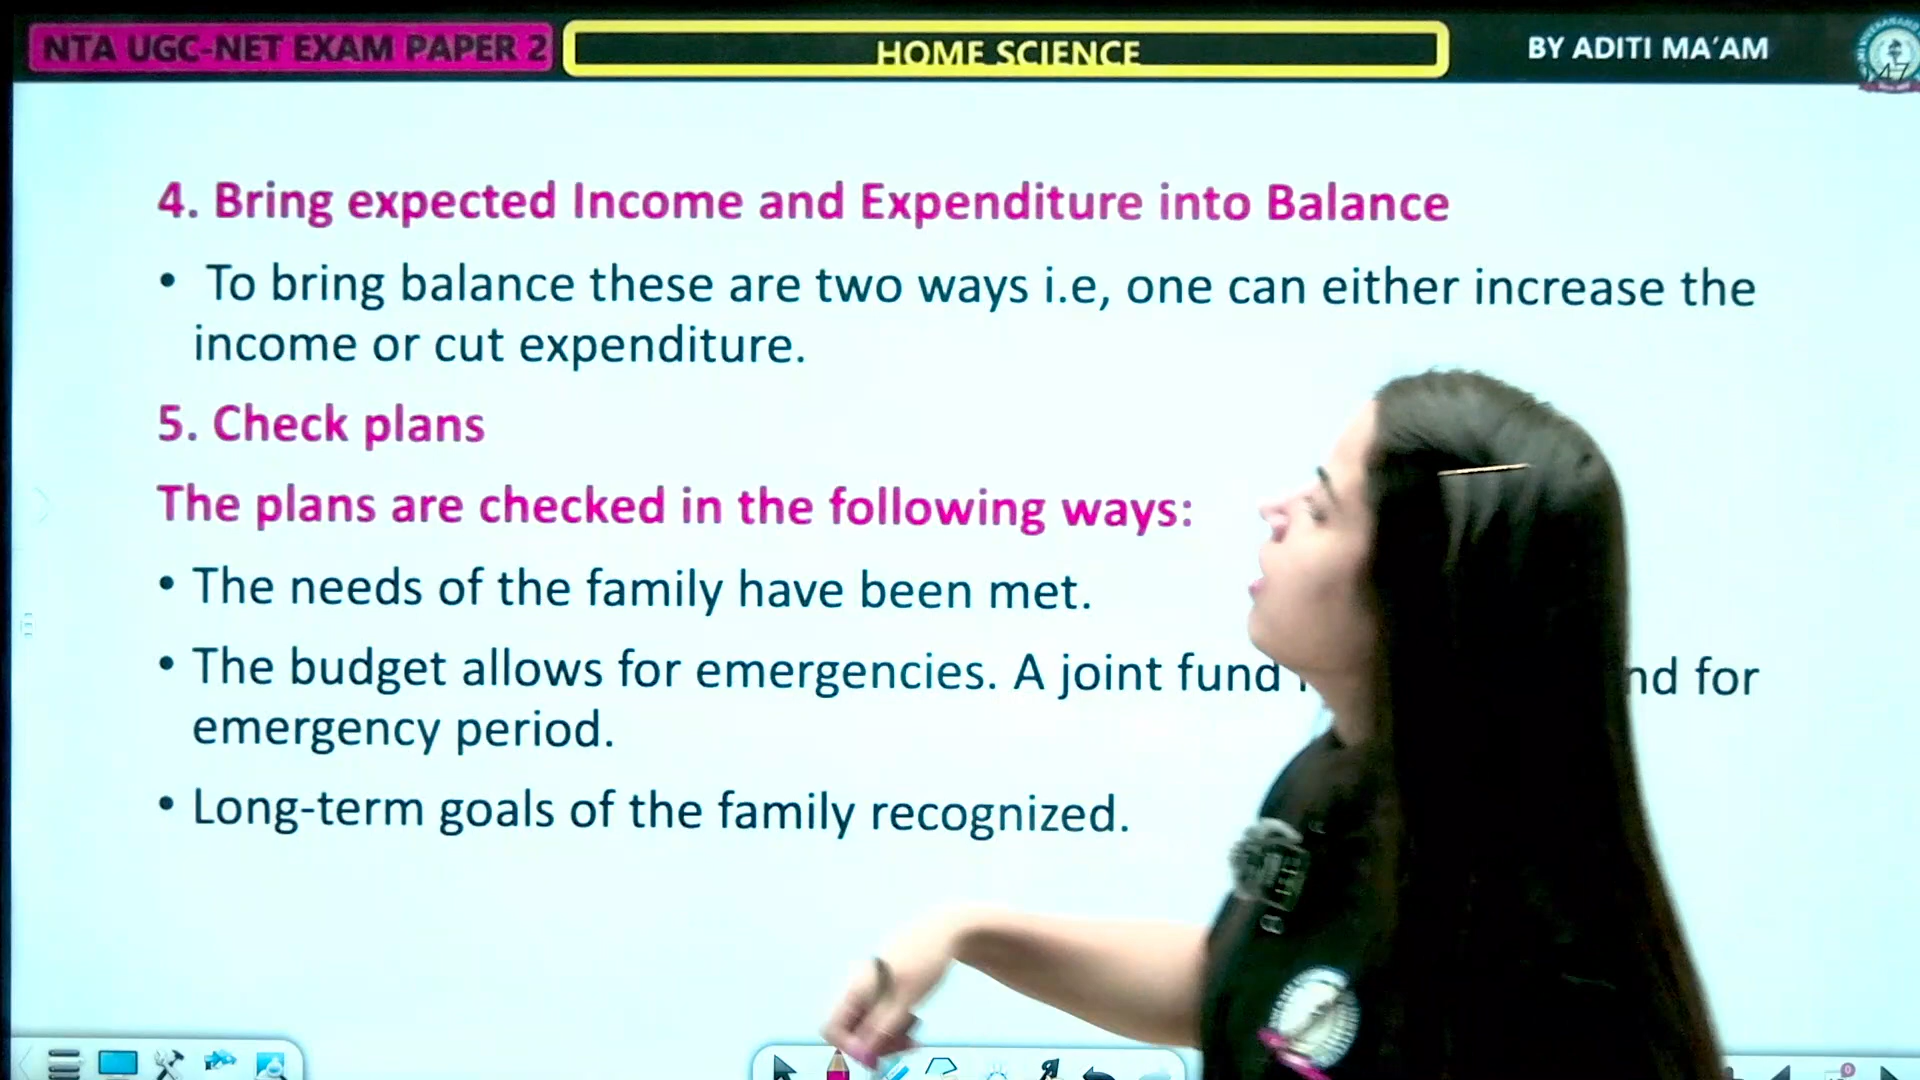 NTA UGC-NET EXAM PAPER 2
HOME SCIENCE
BY ADITI MA'AM
147
4. Bring expected Income and Expenditure into Balance
• To bring balance these are two ways i.e, one can either increase the
income or cut expenditure.
5. Check plans
The plans are checked in the following ways:
• The needs of the family have been met.
• The budget allows for emergencies. A joint fund for
emergency period.
• Long-term goals of the family recognized.